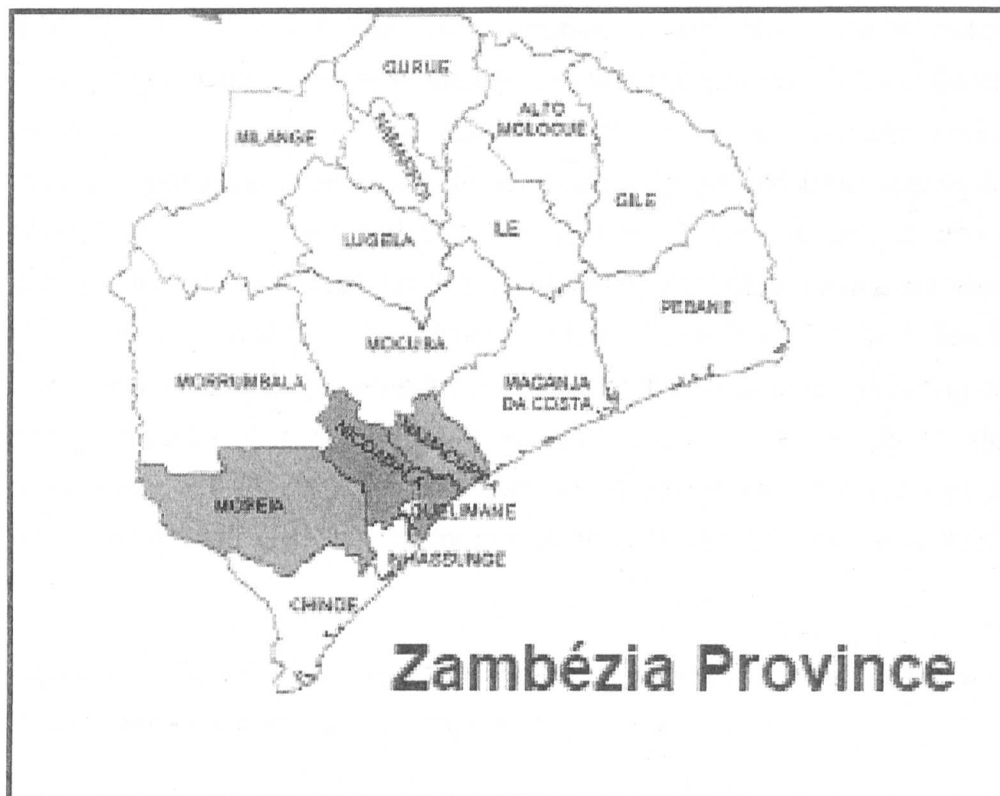 GURUE
ALTO
MOLOCUE
MILANGE
NAMARROI
GILE
ILE
LUGELA
PEBANE
MOCUBA
MORRUMBALA
MAGANJA
DA COSTA
NAMACURRA
NICOADALA
MOPEIA
QUELIMANE
INHASSUNGE
CHINDE
Zambézia Province